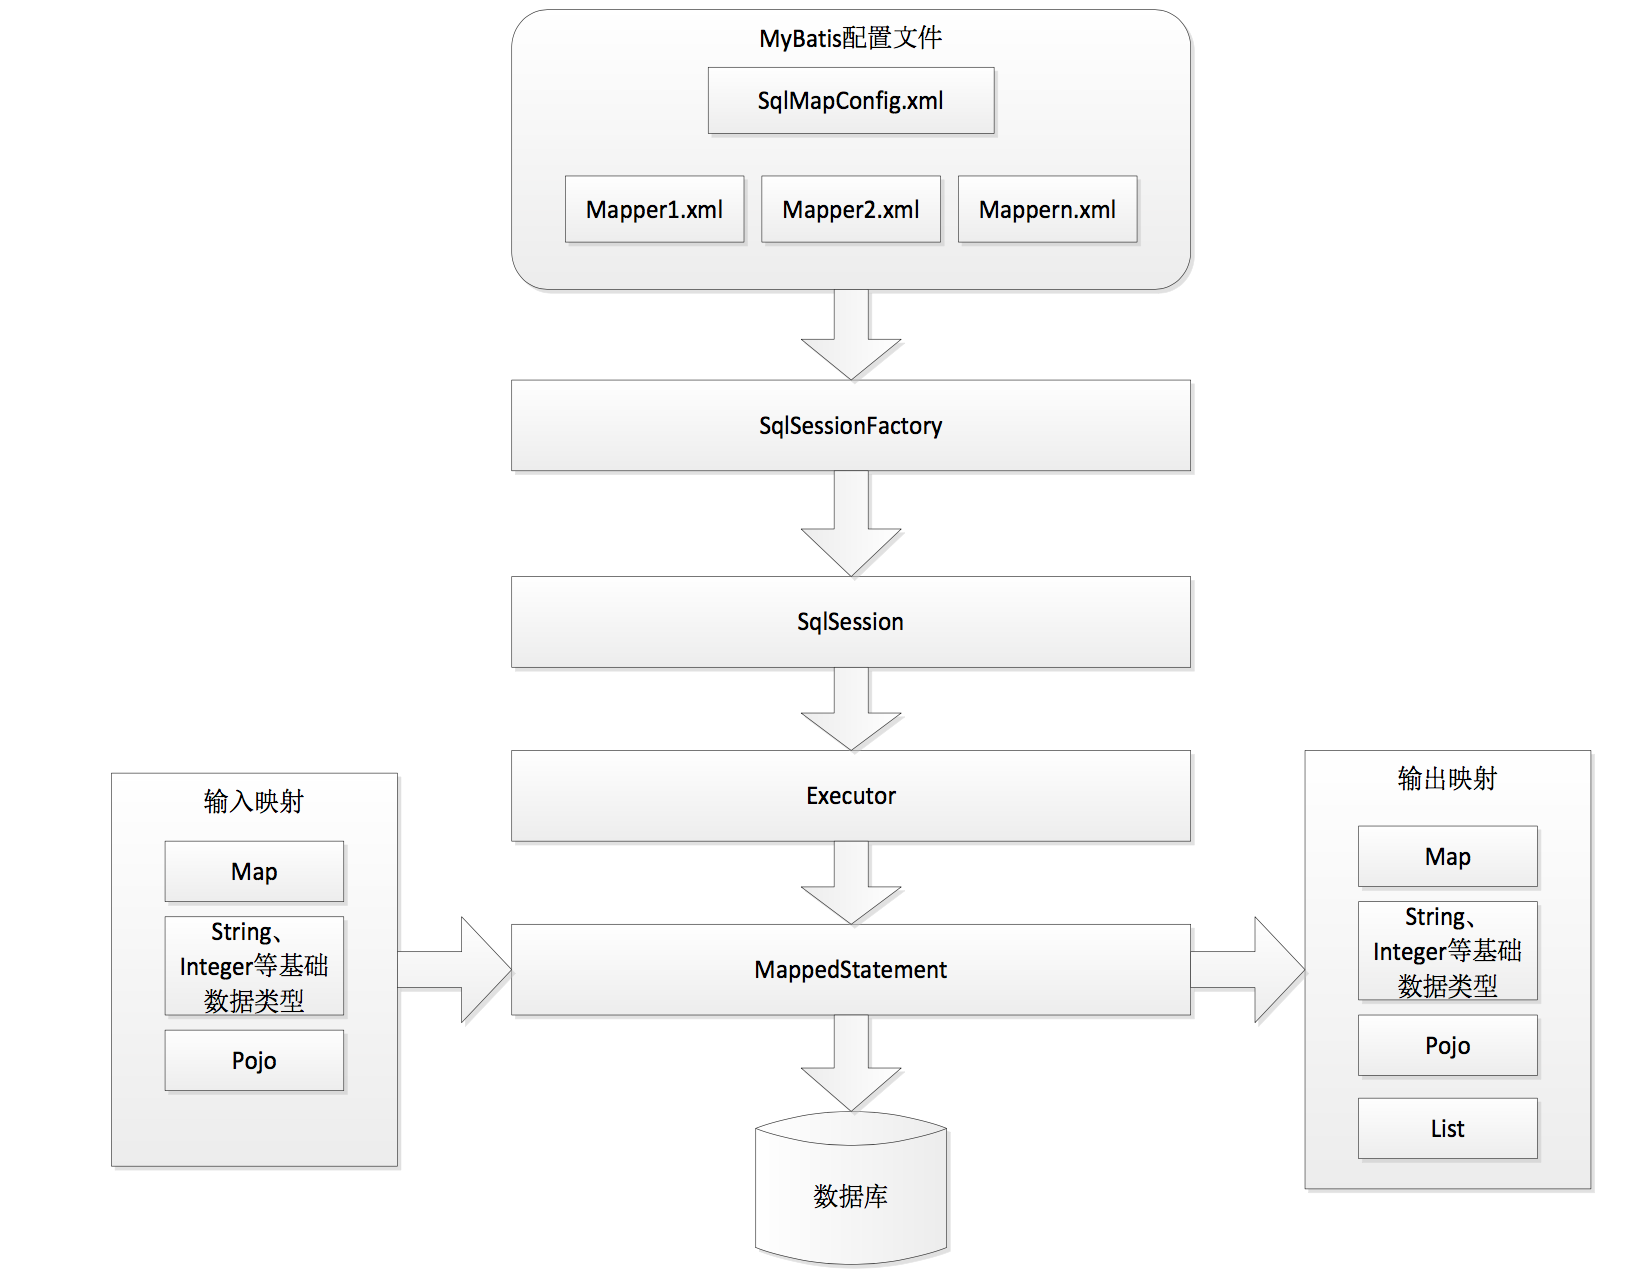 MyBatis配置文件
SqlMapConfig.xml
Mapper1.xml
Mapper2.xml
Mappern.xml
SqlSessionFactory
SqlSession
Executor
输入映射
Map
String、
Integer等基础
数据类型
Pojo
MappedStatement
输出映射
Map
String、
Integer等基础
数据类型
Pojo
List
数据库